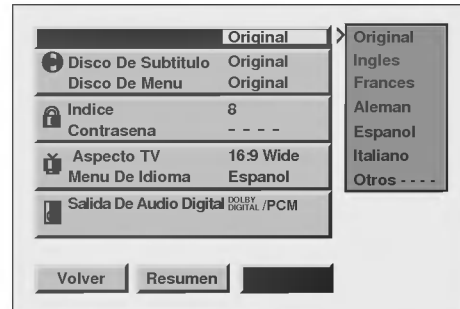 Original
Disco De Subtitulo Original
Disco De Menu Original
Indice 8
Contrasena - - - -
Aspecto TV 16:9 Wide
Menu De Idioma Espanol
Salida De Audio Digital DOLBY DIGITAL /PCM
Volver Resumen
> Original
Ingles
Frances
Aleman
Espanol
Italiano
Otros - - - -